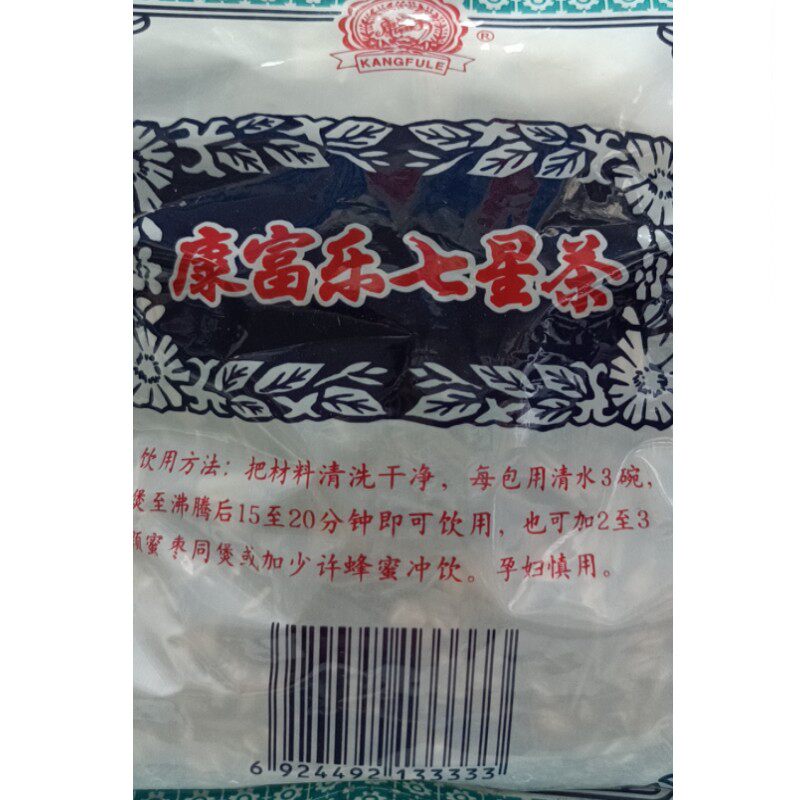 KANGFULE
®
康富乐七星茶
饮用方法：把材料清洗干净，每包用清水3碗，
煲至沸腾后15至20分钟即可饮用，也可加2至3
颗蜜枣同煲或加少许蜂蜜冲饮。孕妇慎用。
6 924492 133333